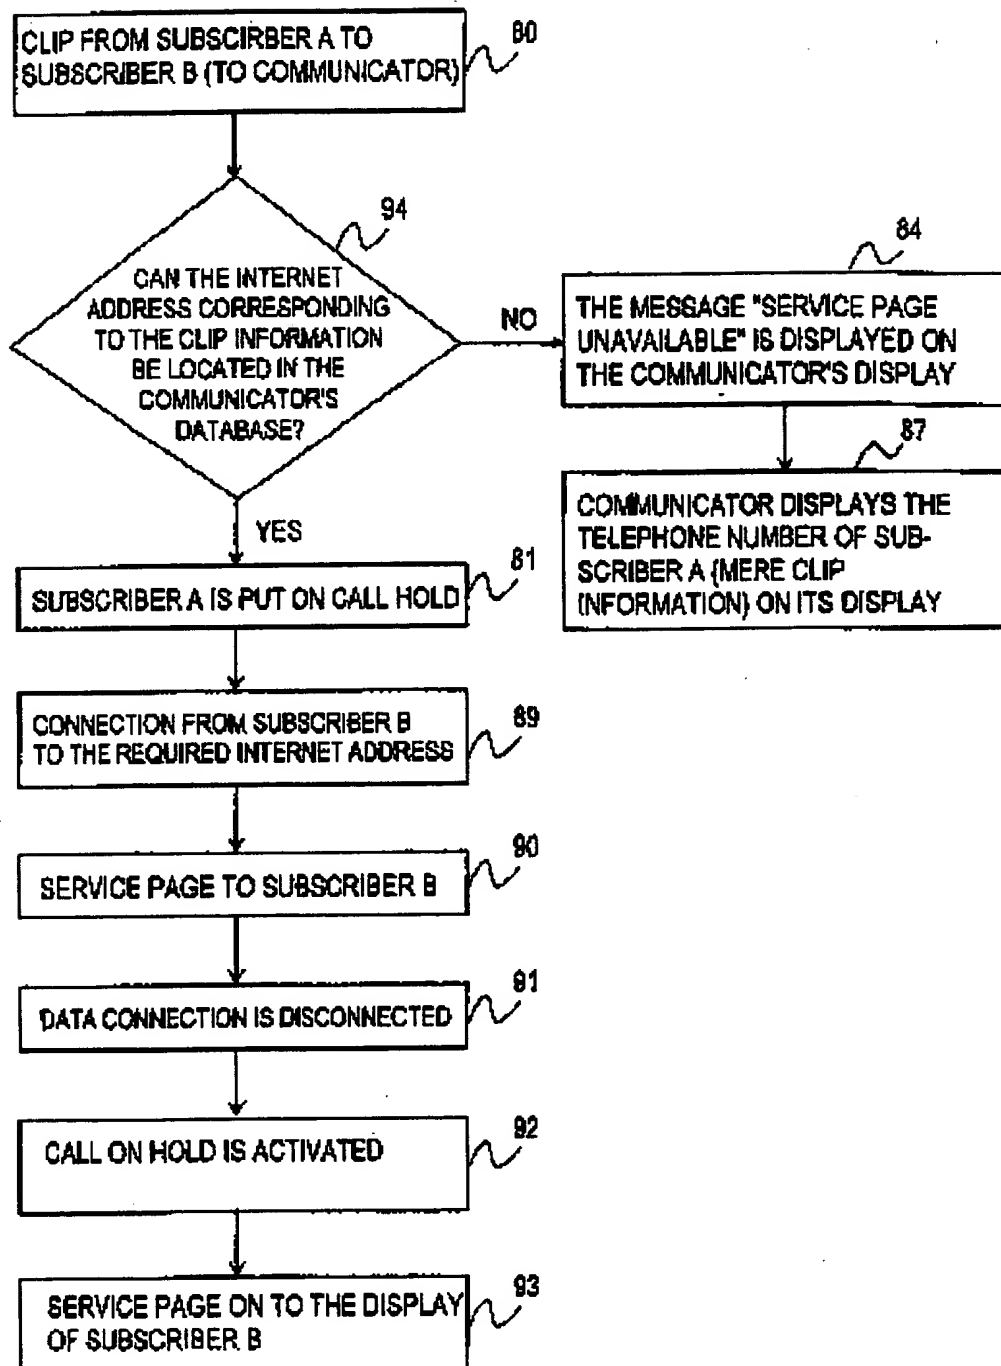 CLIP FROM SUBSCIRBER A TO
SUBSCRIBER B (TO COMMUNICATOR)
80
94
CAN THE INTERNET
ADDRESS CORRESPONDING
TO THE CLIP INFORMATION
BE LOCATED IN THE
COMMUNICATOR'S
DATABASE?
NO
84
THE MESSAGE "SERVICE PAGE
UNAVAILABLE" IS DISPLAYED ON
THE COMMUNICATOR'S DISPLAY
87
COMMUNICATOR DISPLAYS THE
TELEPHONE NUMBER OF SUB-
SCRIBER A (MERE CLIP
INFORMATION) ON ITS DISPLAY
YES
81
SUBSCRIBER A IS PUT ON CALL HOLD
89
CONNECTION FROM SUBSCRIBER B
TO THE REQUIRED INTERNET ADDRESS
90
SERVICE PAGE TO SUBSCRIBER B
91
DATA CONNECTION IS DISCONNECTED
92
CALL ON HOLD IS ACTIVATED
93
SERVICE PAGE ON TO THE DISPLAY
OF SUBSCRIBER B